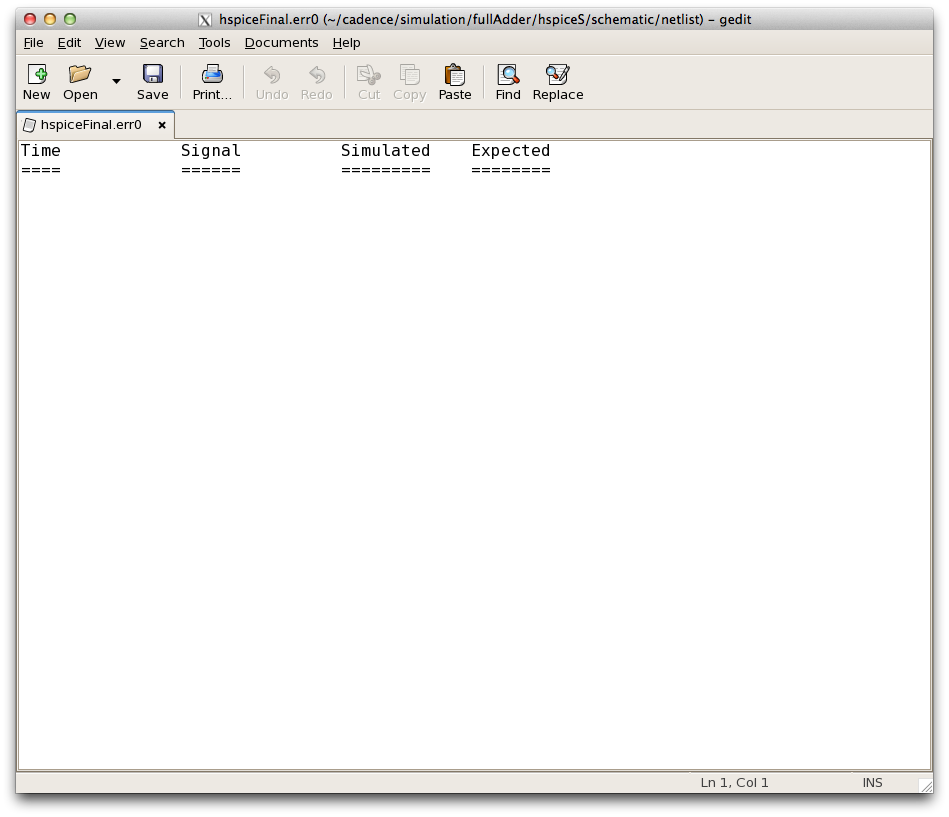 hspiceFinal.err0 (~/cadence/simulation/fullAdder/hspiceS/schematic/netlist) – gedit
File Edit View Search Tools Documents Help
New Open Save Print... Undo Redo Cut Copy Paste Find Replace
hspiceFinal.err0
Time Signal Simulated Expected
==== ====== ========= ========
Ln 1, Col 1 INS